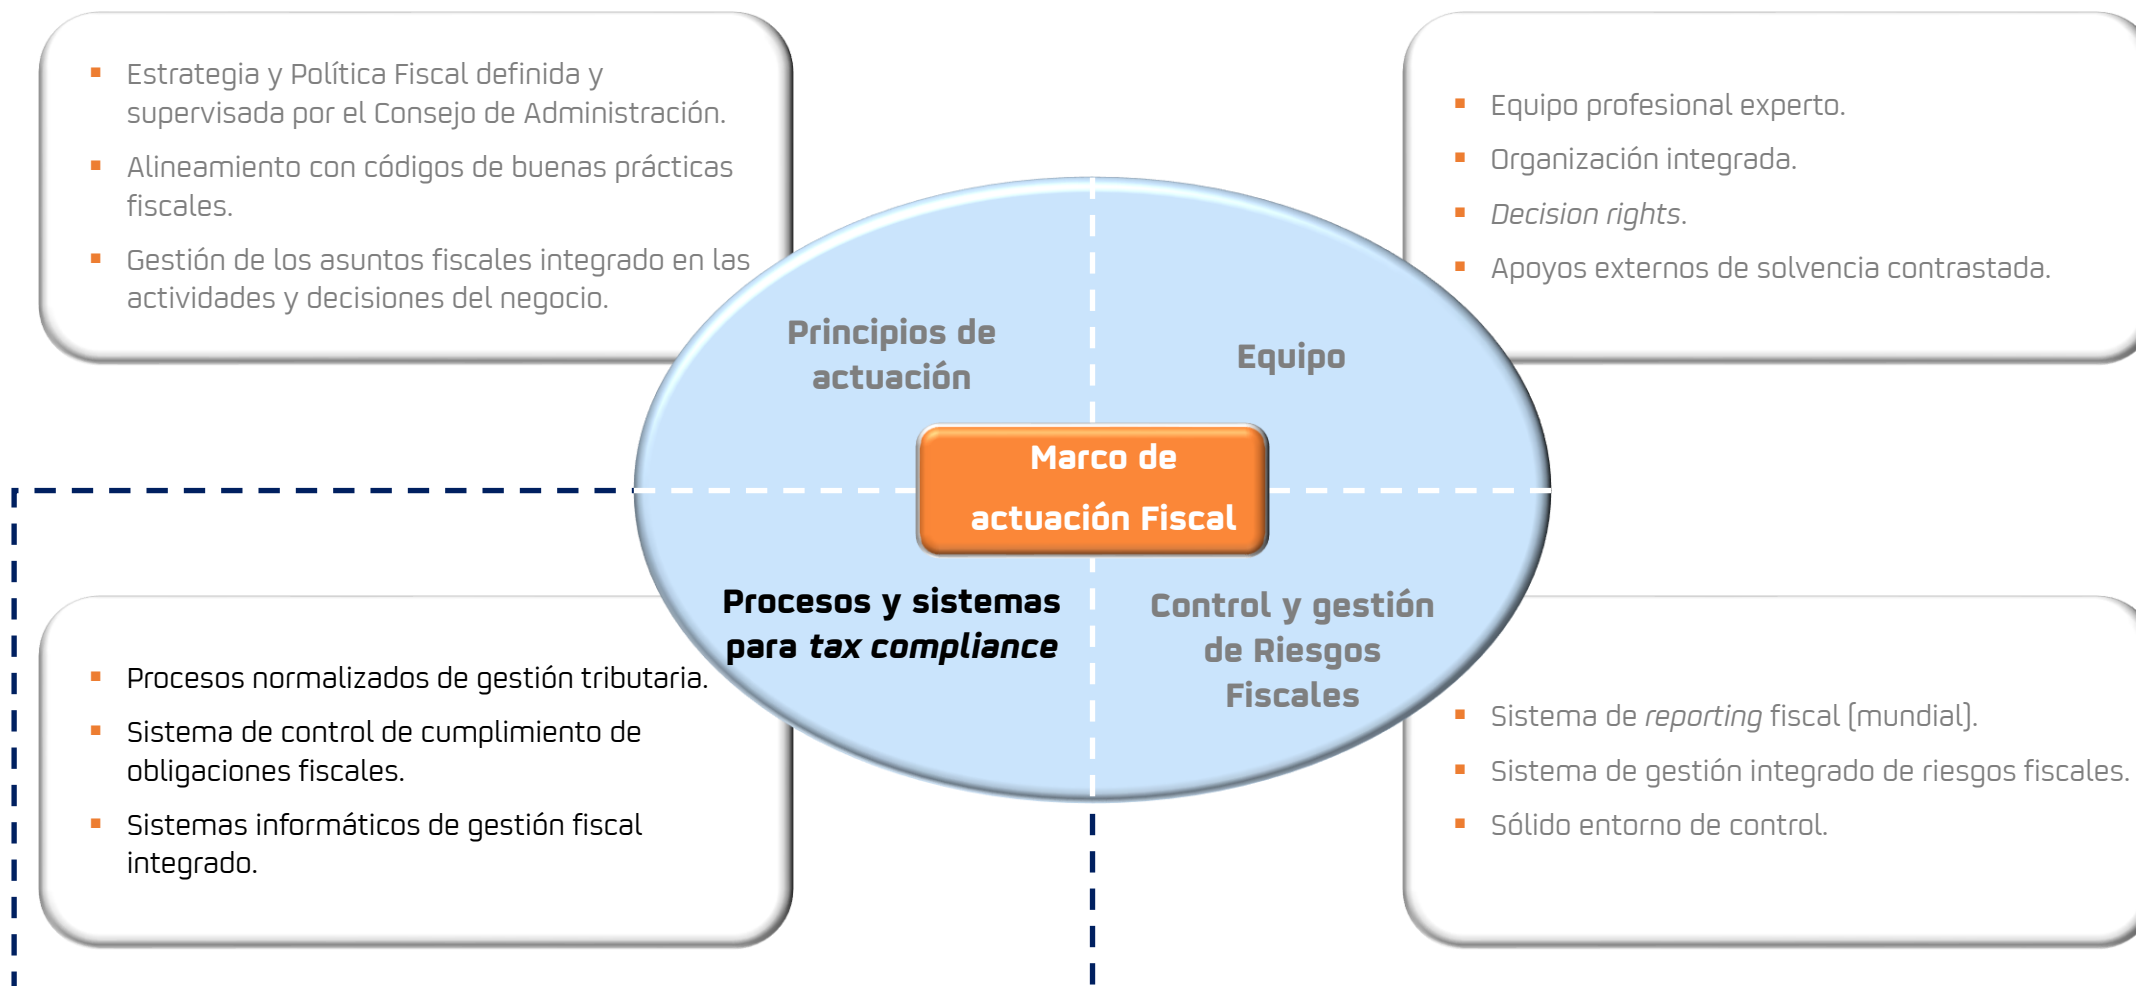 Estrategia y Política Fiscal definida y
supervisada por el Consejo de Administración.
Alineamiento con códigos de buenas prácticas
fiscales.
Gestión de los asuntos fiscales integrado en las
actividades y decisiones del negocio.
Equipo profesional experto.
Organización integrada.
Decision rights.
Apoyos externos de solvencia contrastada.
Principios de
actuación
Equipo
Marco de
actuación Fiscal
Procesos y sistemas
para tax compliance
Control y gestión
de Riesgos
Fiscales
Procesos normalizados de gestión tributaria.
Sistema de control de cumplimiento de
obligaciones fiscales.
Sistemas informáticos de gestión fiscal
integrado.
Sistema de reporting fiscal (mundial).
Sistema de gestión integrado de riesgos fiscales.
Sólido entorno de control.